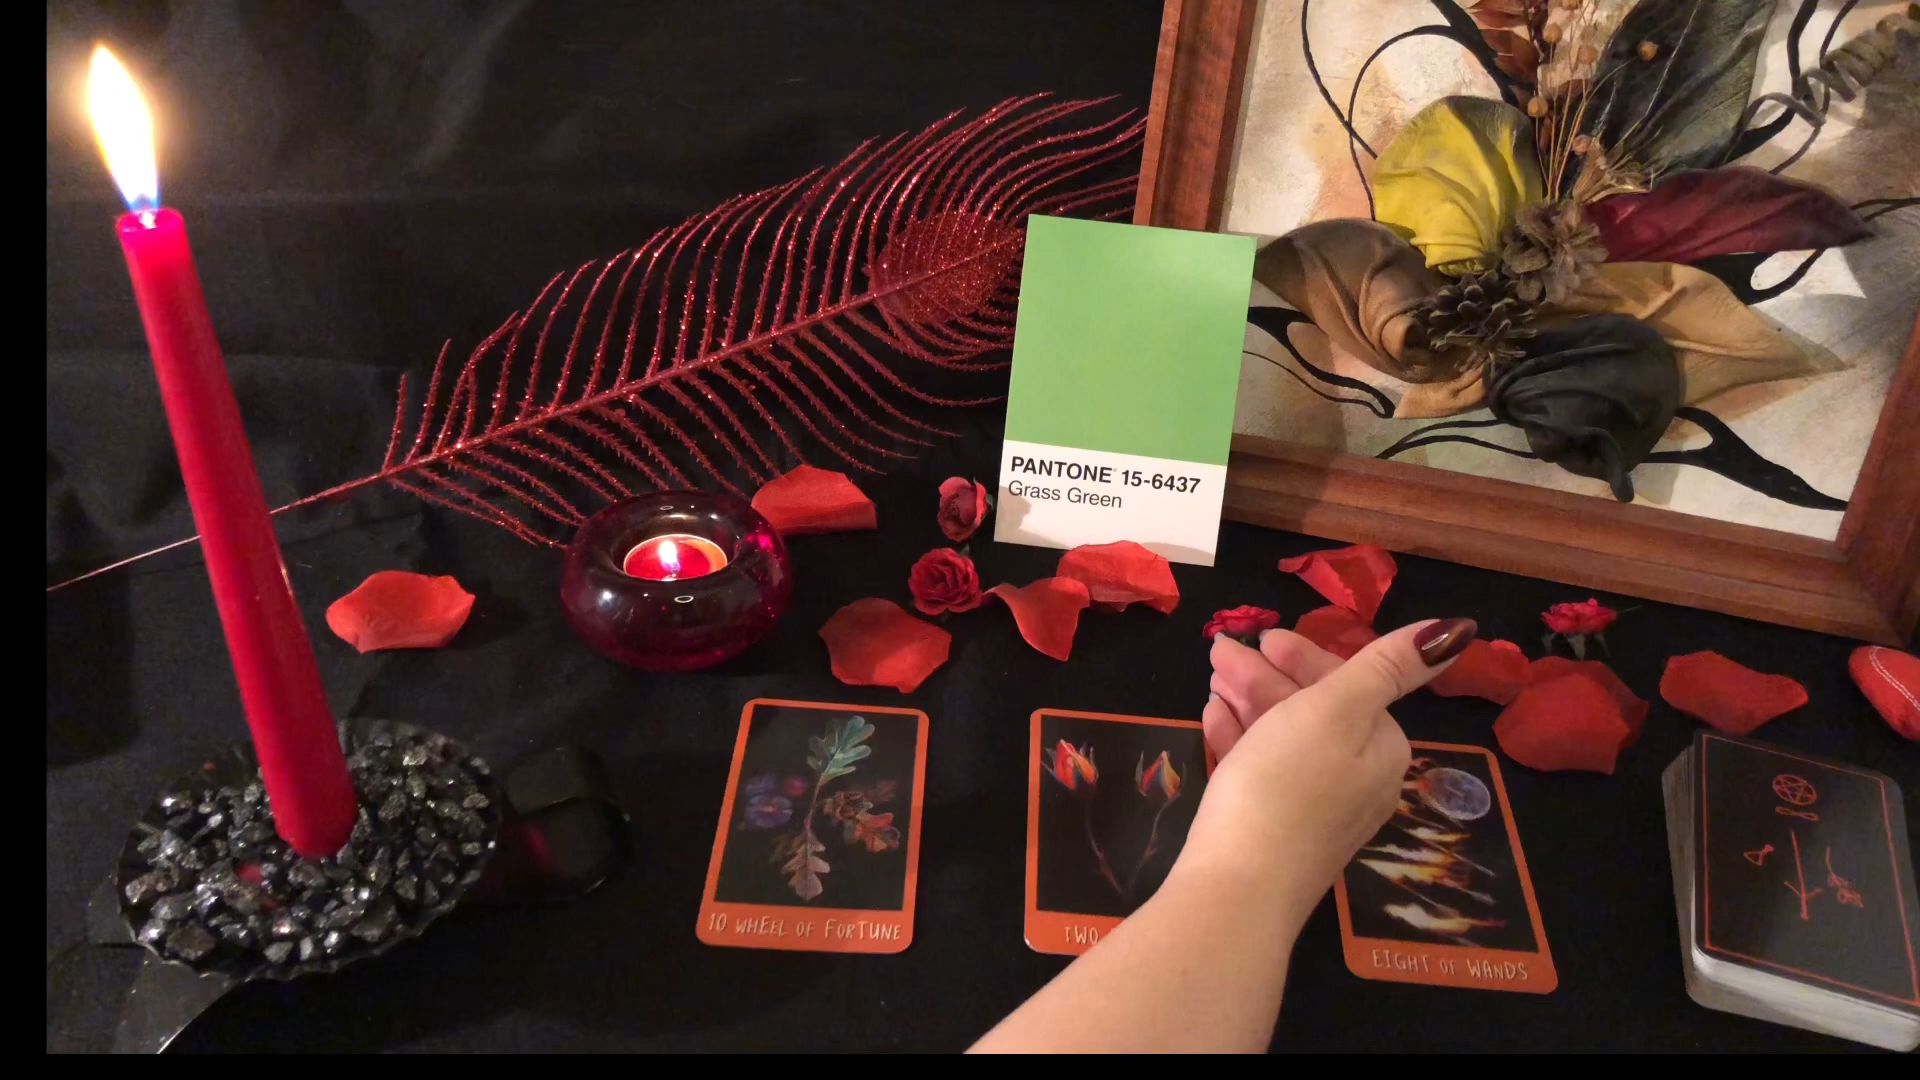 PANTONE® 15-6437
Grass Green
10 WHEEL OF FORTUNE
TWO
EIGHT OF WANDS